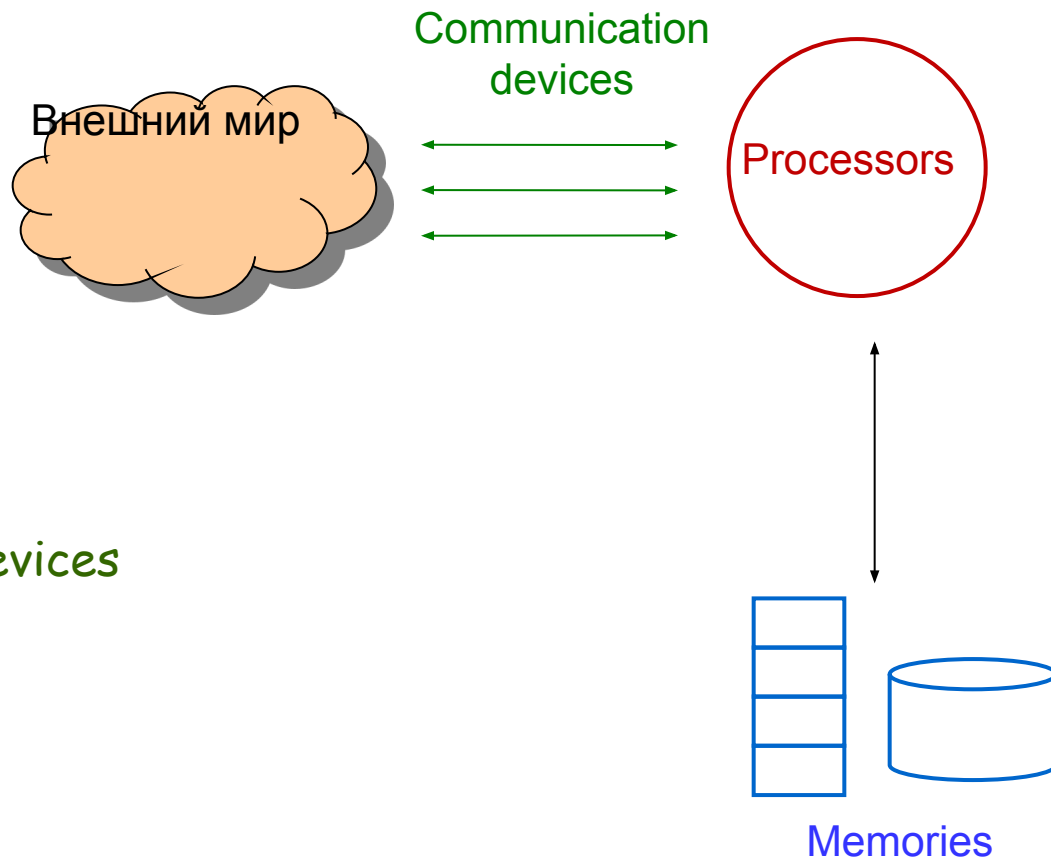 Communication
devices
Внешний мир
Processors
evices
Memories